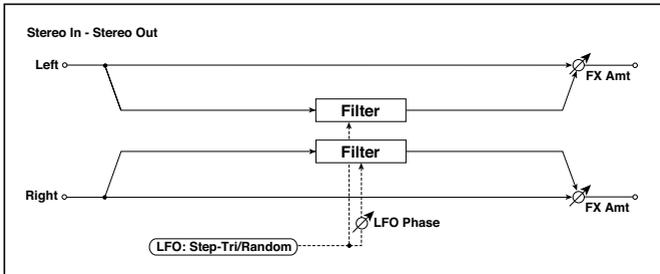 Stereo In - Stereo Out
Left
FX Amt
Filter
Filter
Right
FX Amt
LFO Phase
LFO: Step-Tri/Random